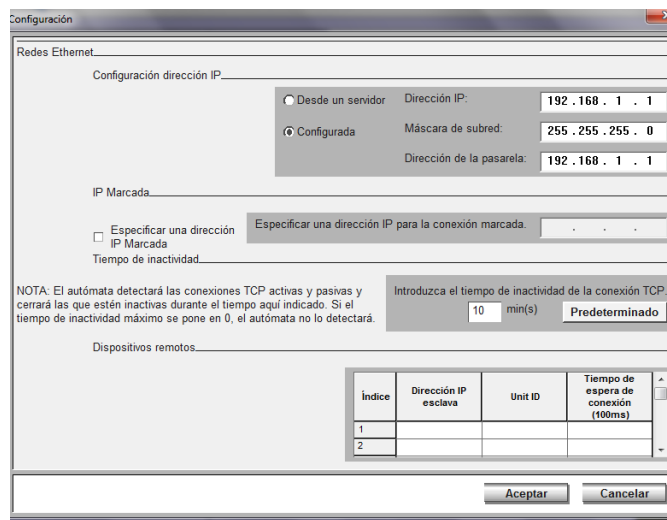 Configuración
Redes Ethernet
Configuración dirección IP
Desde un servidor
Dirección IP:
192 . 168 . 1 . 1
Configurada
Máscara de subred:
255 . 255 . 255 . 0
Dirección de la pasarela:
192 . 168 . 1 . 1
IP Marcada
Especificar una dirección
IP Marcada
Especificar una dirección IP para la conexión marcada.
. . .
Tiempo de inactividad
NOTA: El autómata detectará las conexiones TCP activas y pasivas y
cerrará las que estén inactivas durante el tiempo aquí indicado. Si el
tiempo de inactividad máximo se pone en 0, el autómata no lo detectará.
Introduzca el tiempo de inactividad de la conexión TCP.
10 min(s) Predeterminado
Dispositivos remotos
Índice
Dirección IP
esclava
Unit ID
Tiempo de
espera de
conexión
(100ms)
1
2
Aceptar Cancelar